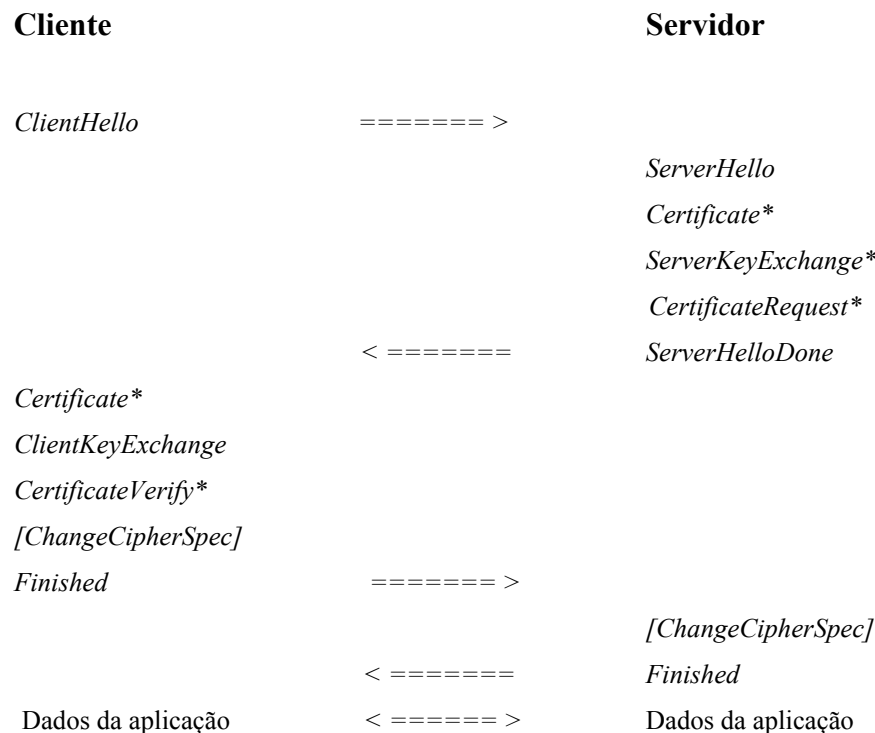 Cliente Servidor
ClientHello ======= >
ServerHello
Certificate*
ServerKeyExchange*
CertificateRequest*
< ======= ServerHelloDone
Certificate*
ClientKeyExchange
CertificateVerify*
[ChangeCipherSpec]
Finished ======= >
[ChangeCipherSpec]
< ======= Finished
Dados da aplicação < ====== > Dados da aplicação